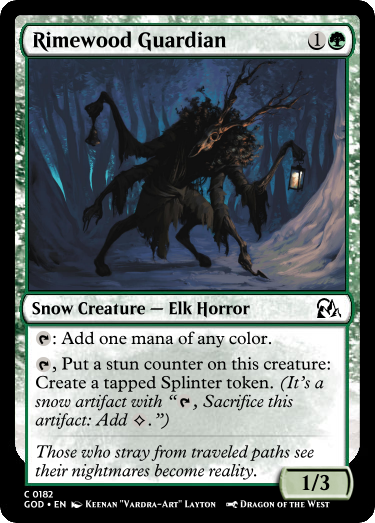 Rimewood Guardian 1
Snow Creature — Elk Horror
: Add one mana of any color.
, Put a stun counter on this creature:
Create a tapped Splinter token. (It's a
snow artifact with “, Sacrifice this
artifact: Add .”)
Those who stray from traveled paths see
their nightmares become reality.
1/3
C 0182
GOD • EN Keenan "Vardra-Art" Layton Dragon of the West